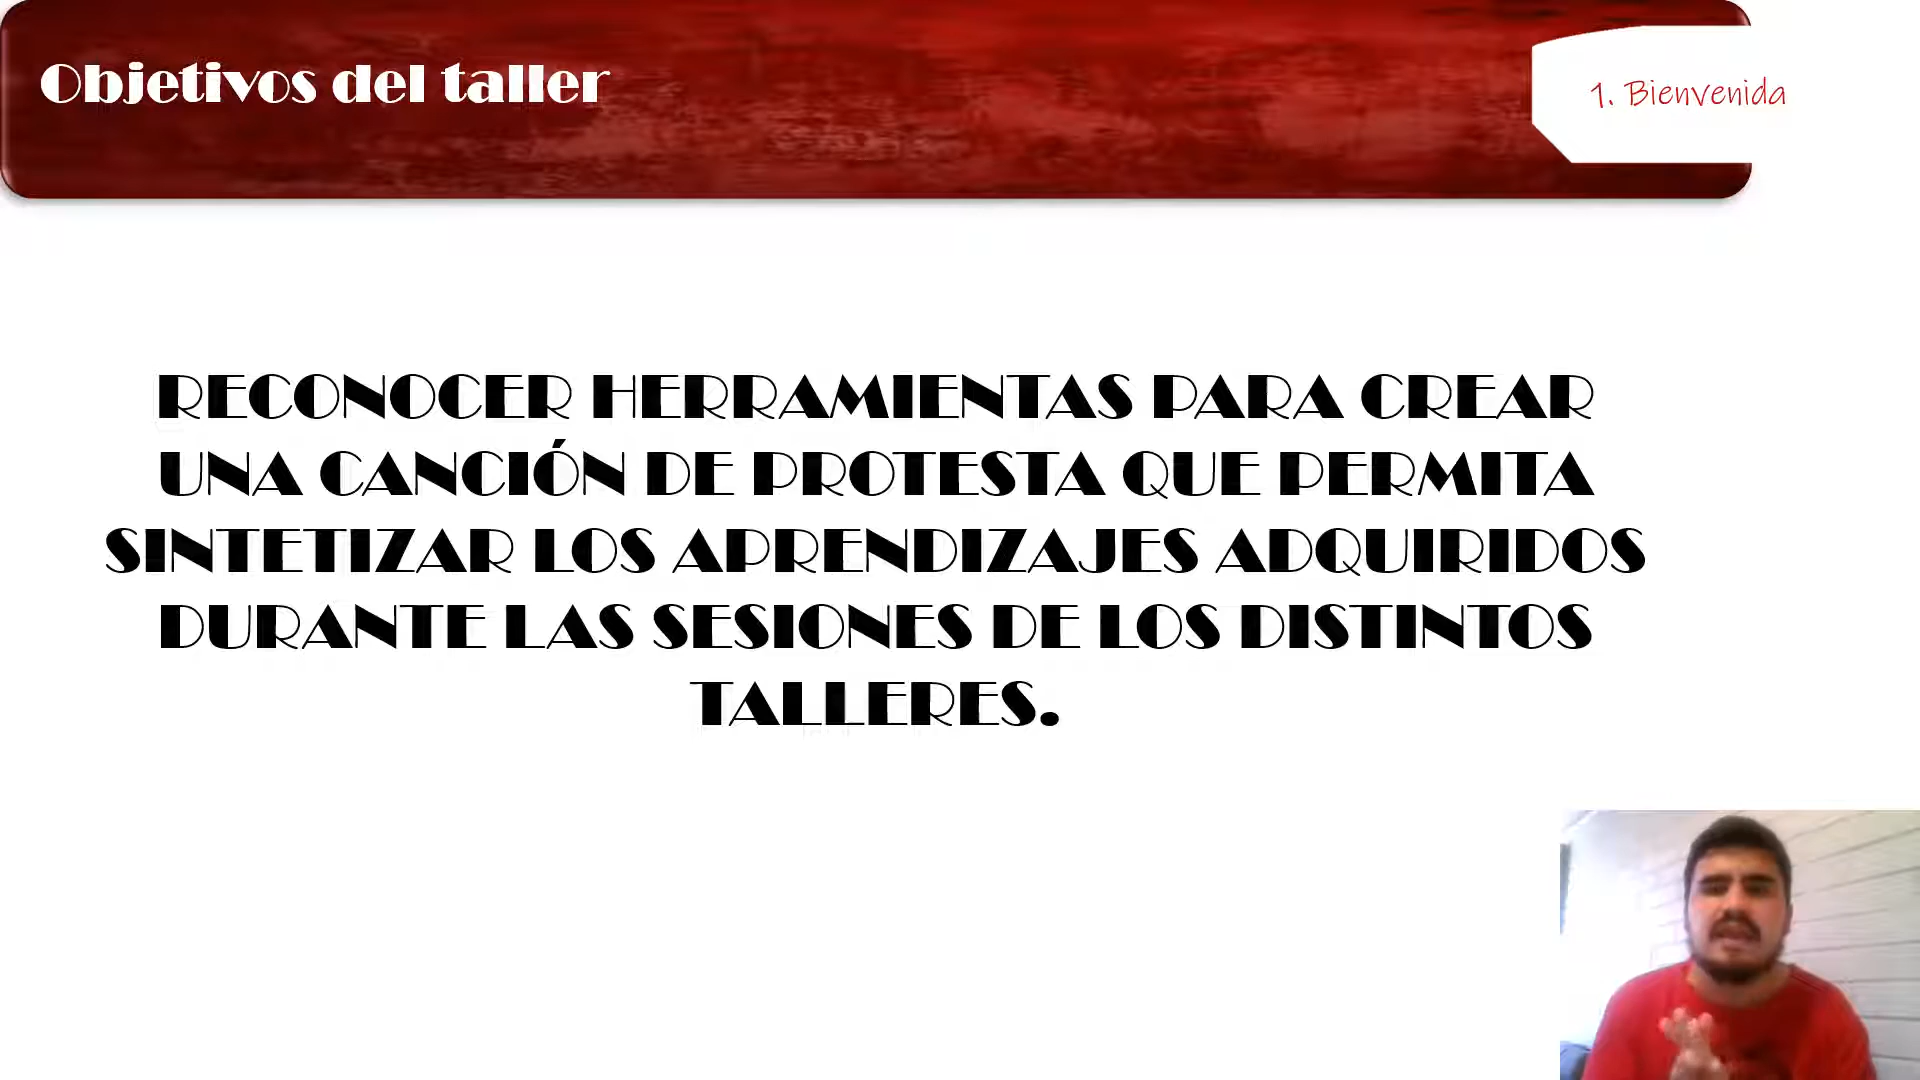 Objetivos del taller
1. Bienvenida
RECONOCER HERRAMIENTAS PARA CREAR
UNA CANCIÓN DE PROTESTA QUE PERMITA
SINTETIZAR LOS APRENDIZAJES ADQUIRIDOS
DURANTE LAS SESIONES DE LOS DISTINTOS
TALLERES.